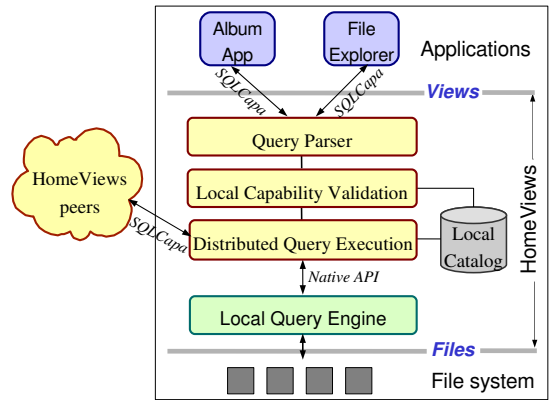 Album
App
File
Explorer
Applications
SQLCapa
SQLCapa
Views
Query Parser
HomeViews
peers
Local Capability Validation
SQLCapa
Distributed Query Execution
Local
Catalog
HomeViews
Native API
Local Query Engine
Files
File system